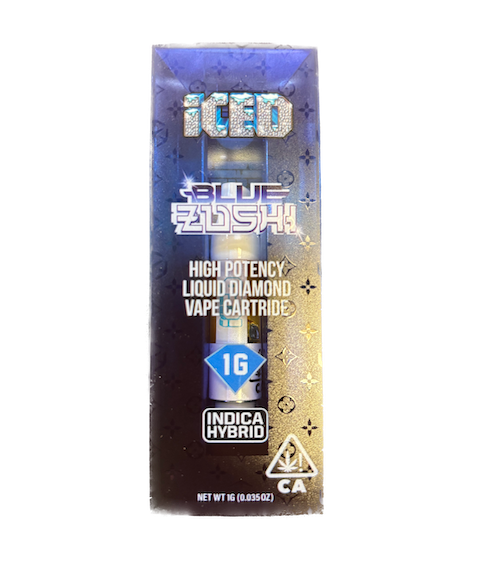 iCED
BLUE
ZUSHI
HIGH POTENCY
LIQUID DIAMOND
VAPE CARTRIDE
1G
INDICA
HYBRID
CA
NET WT 1G (0.035OZ)